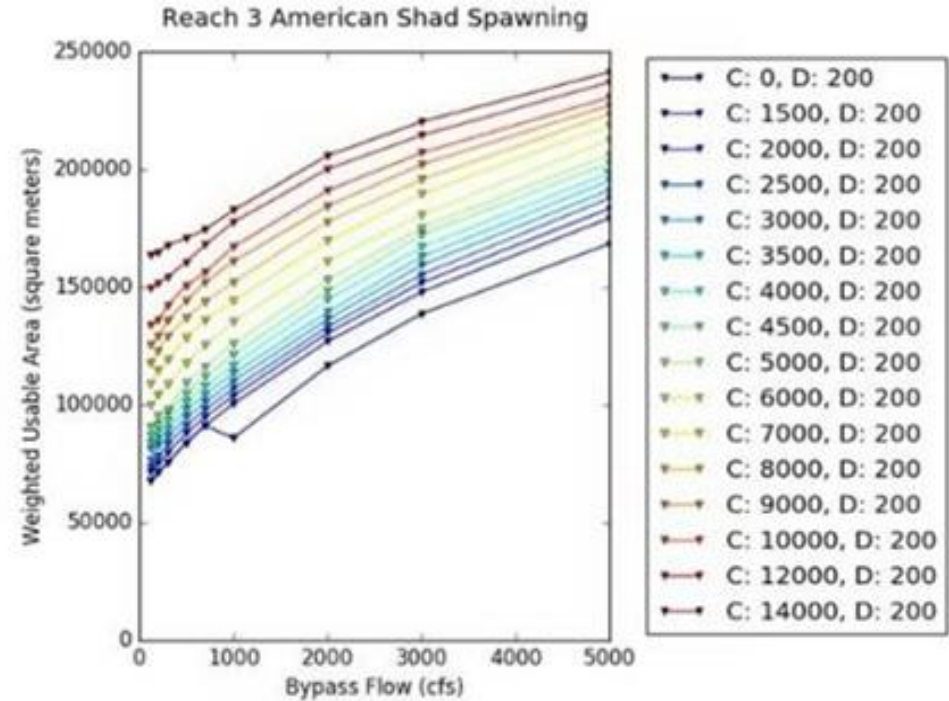 Reach 3 American Shad Spawning
250000
200000
150000
100000
50000
0
Weighted Usable Area (square meters)
0 1000 2000 3000 4000 5000
Bypass Flow (cfs)
C: 0, D: 200
C: 1500, D: 200
C: 2000, D: 200
C: 2500, D: 200
C: 3000, D: 200
C: 3500, D: 200
C: 4000, D: 200
C: 4500, D: 200
C: 5000, D: 200
C: 6000, D: 200
C: 7000, D: 200
C: 8000, D: 200
C: 9000, D: 200
C: 10000, D: 200
C: 12000, D: 200
C: 14000, D: 200